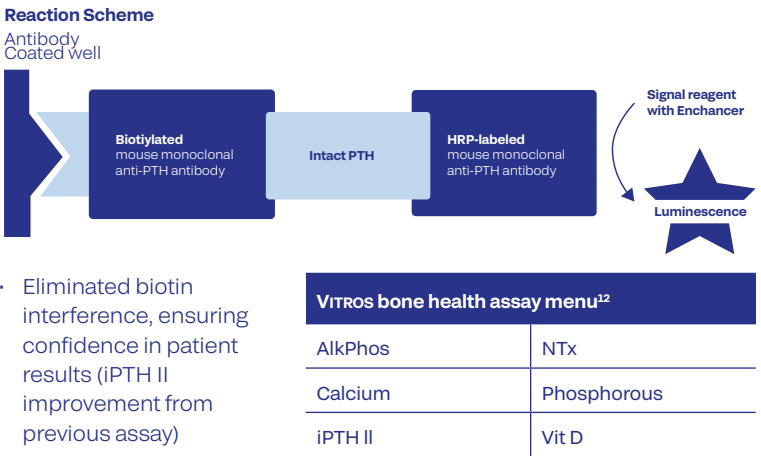 Reaction Scheme
Antibody
Coated well
Biotiylated
mouse monoclonal
anti-PTH antibody
Intact PTH
HRP-labeled
mouse monoclonal
anti-PTH antibody
Signal reagent
with Enchancer
Luminescence
· Eliminated biotin
interference, ensuring
confidence in patient
results (iPTH II
improvement from
previous assay)
VITROS bone health assay menu¹²
AlkPhos NTx
Calcium Phosphorous
iPTH ll Vit D